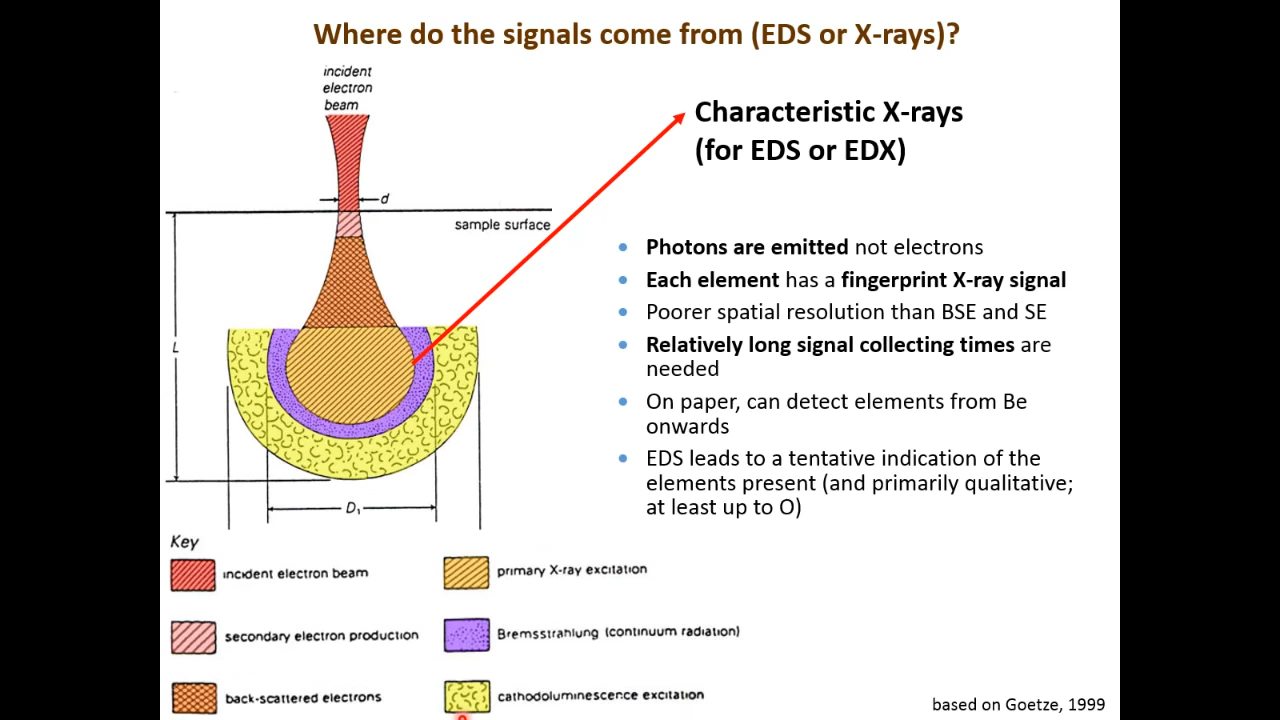 Where do the signals come from (EDS or X-rays)?
incident
electron
beam
d
sample surface
L
D₁
Characteristic X-rays
(for EDS or EDX)
• Photons are emitted not electrons
• Each element has a fingerprint X-ray signal
• Poorer spatial resolution than BSE and SE
• Relatively long signal collecting times are
needed
• On paper, can detect elements from Be
onwards
• EDS leads to a tentative indication of the
elements present (and primarily qualitative;
at least up to O)
Key
incident electron beam
primary X-ray excitation
secondary electron production
Bremsstrahlung (continuum radiation)
back-scattered electrons
cathodoluminescence excitation
based on Goetze, 1999